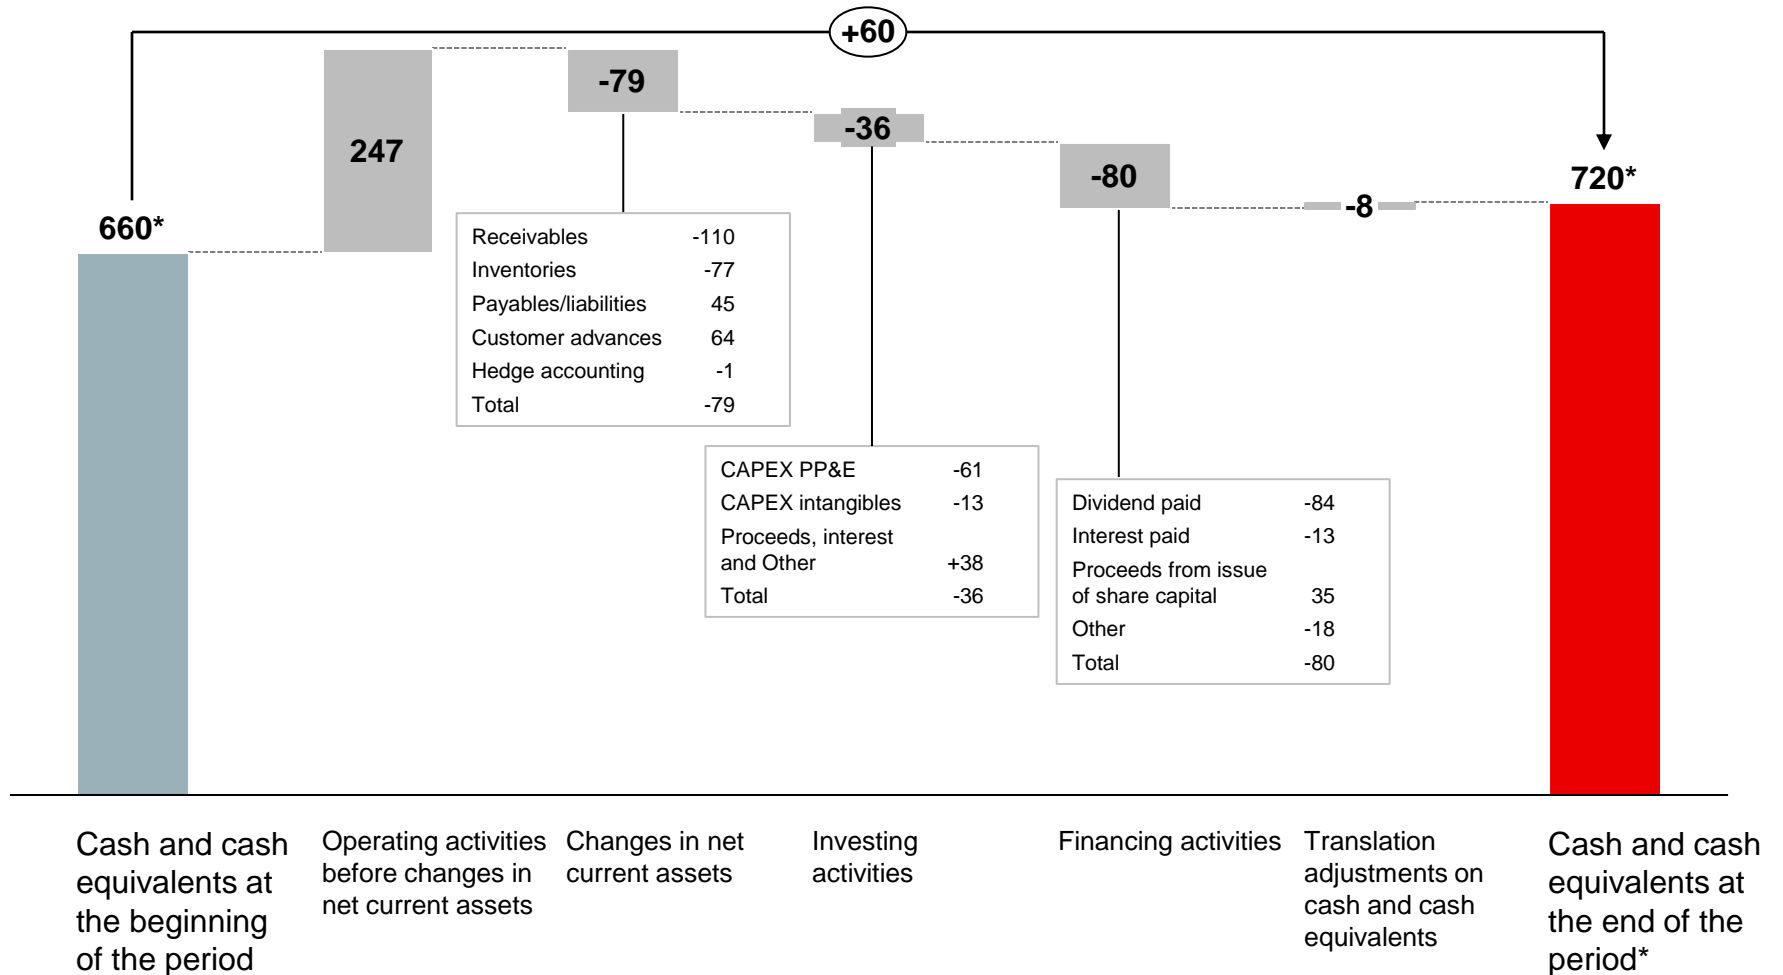 +60
-79
-36
247
-80
720*
-8
660*
Receivables -110
Inventories -77
Payables/liabilities 45
Customer advances 64
Hedge accounting -1
Total -79
CAPEX PP&E -61
CAPEX intangibles -13
Proceeds, interest
and Other +38
Total -36
Dividend paid -84
Interest paid -13
Proceeds from issue
of share capital 35
Other -18
Total -80
Cash and cash
equivalents at
the beginning
of the period
Operating activities
before changes in
net current assets
Changes in net
current assets
Investing
activities
Financing activities
Translation
adjustments on
cash and cash
equivalents
Cash and cash
equivalents at
the end of the
period*